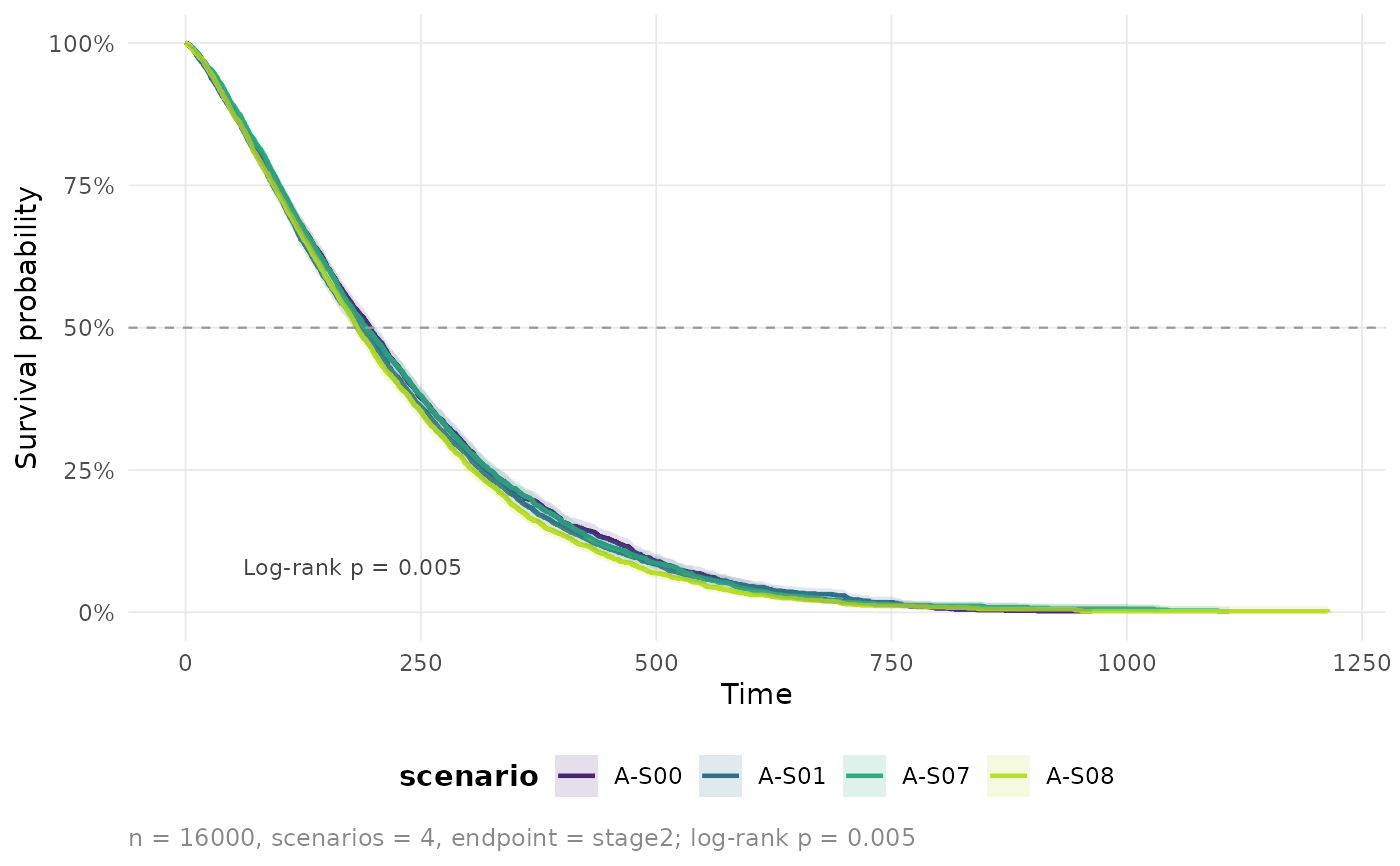 100%
75%
50%
25%
0%
Survival probability
Log-rank p = 0.005
0 250 500 750 1000 1250
Time
scenario A-S00 A-S01 A-S07 A-S08
n = 16000, scenarios = 4, endpoint = stage2; log-rank p = 0.005